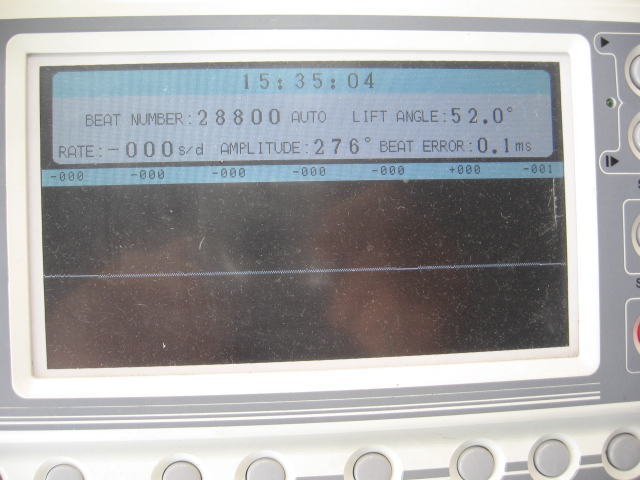 15:35:04
BEAT NUMBER:28800 AUTO LIFT ANGLE:52.0°
RATE:-000s/d AMPLITUDE:276° BEAT ERROR:0.1ms
-000 -000 -000 -000 -000 +000 -001